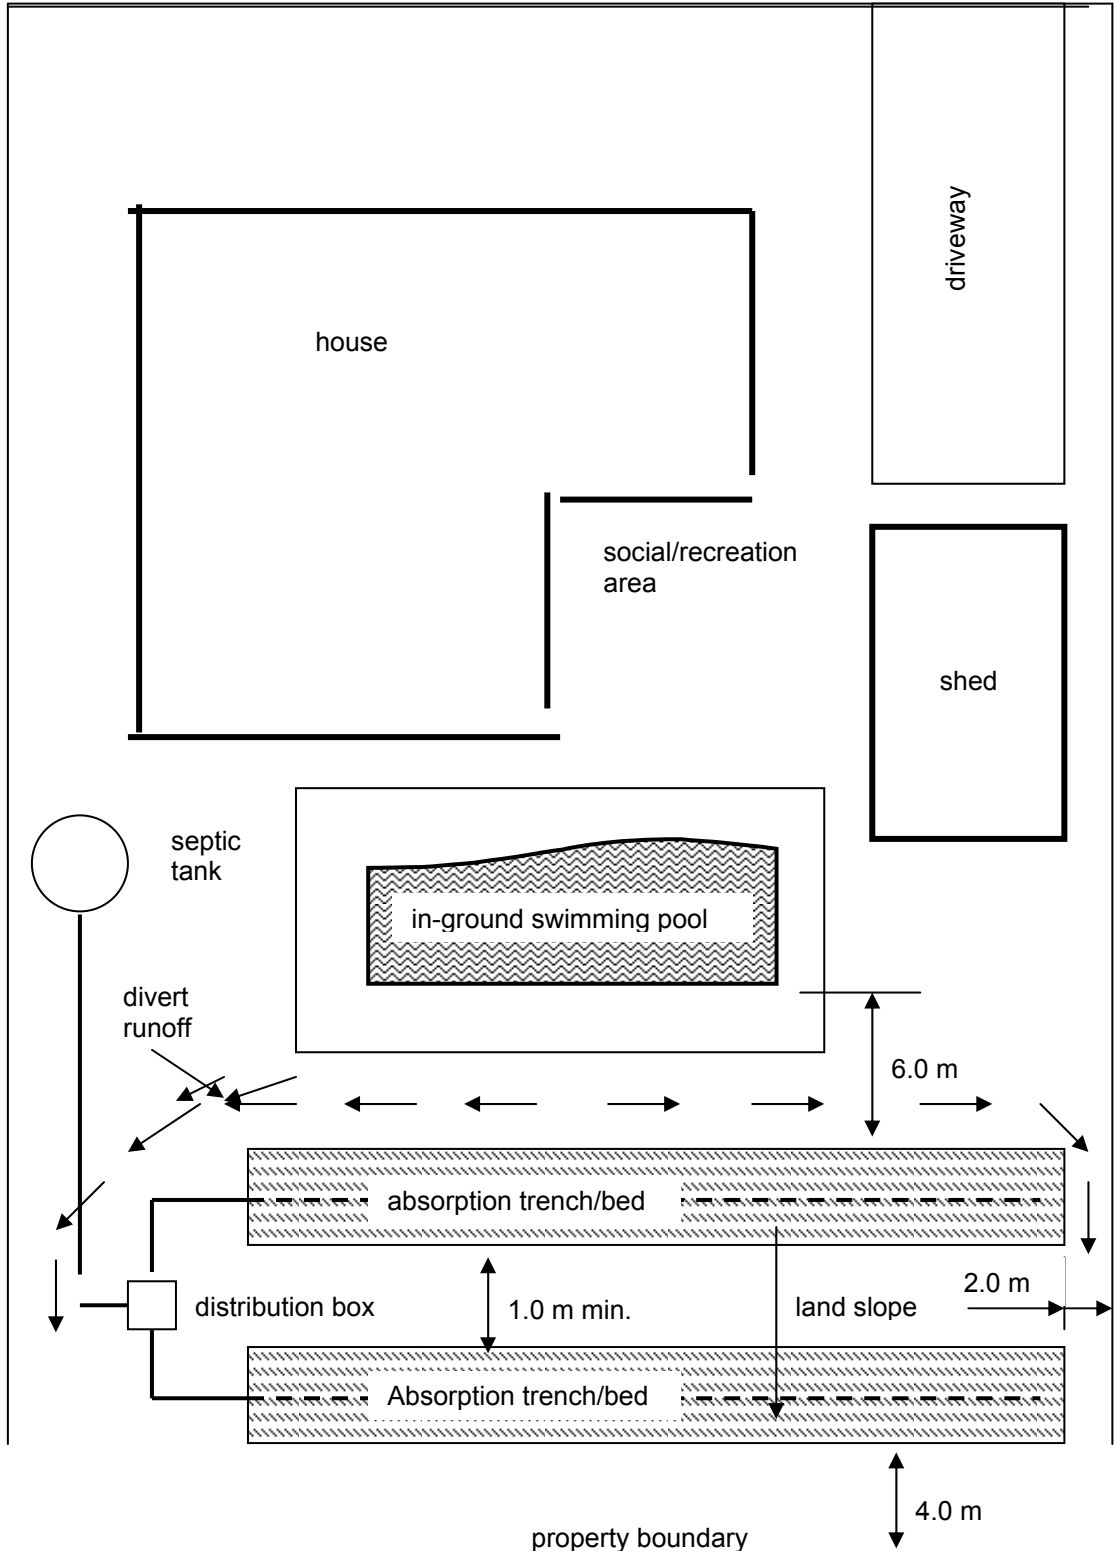 driveway
house
social/recreation
area
shed
septic
tank
in-ground swimming pool
divert
runoff
6.0 m
absorption trench/bed
2.0 m
distribution box
1.0 m min.
land slope
Absorption trench/bed
4.0 m
property boundary